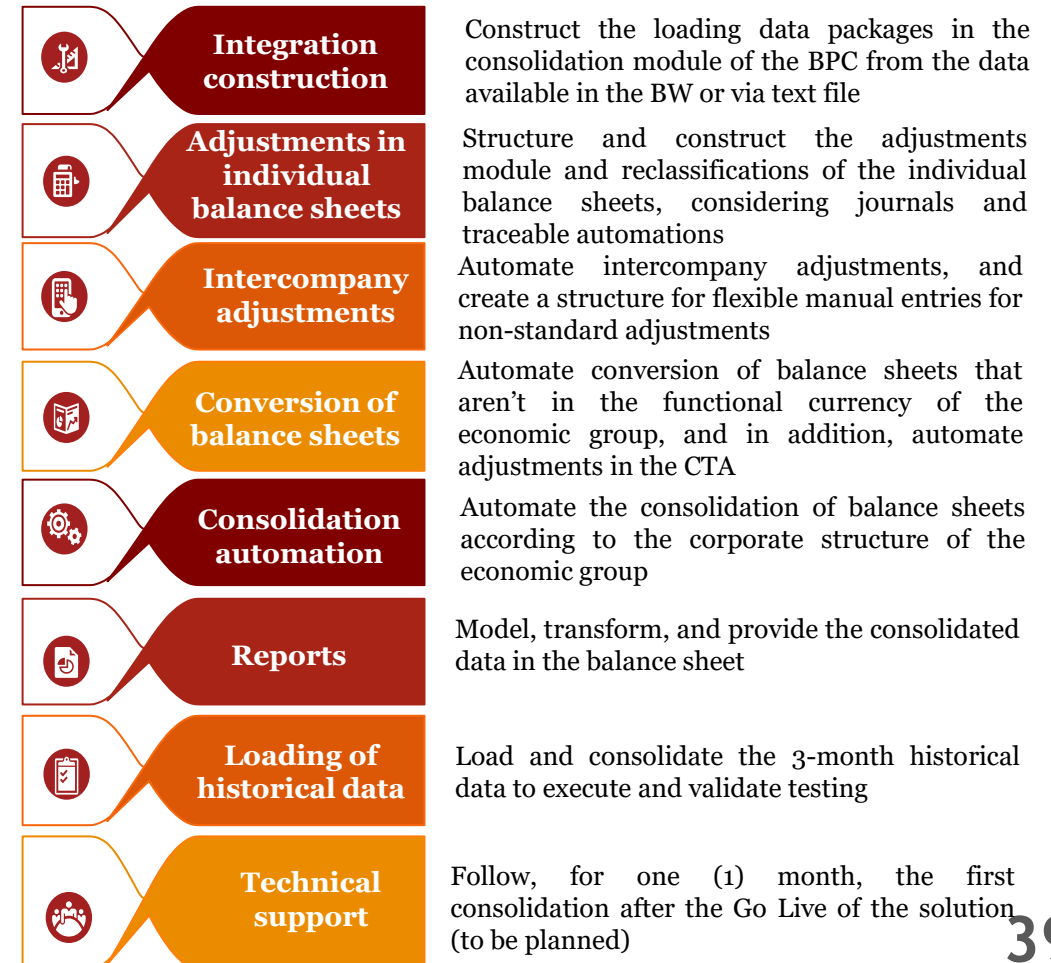 Integration
construction
Construct the loading data packages in the
consolidation module of the BPC from the data
available in the BW or via text file
Adjustments in
individual
balance sheets
Structure and construct the adjustments
module and reclassifications of the individual
balance sheets, considering journals and
traceable automations
Intercompany
adjustments
Automate intercompany adjustments, and
create a structure for flexible manual entries for
non-standard adjustments
Conversion of
balance sheets
Automate conversion of balance sheets that
aren’t in the functional currency of the
economic group, and in addition, automate
adjustments in the CTA
Consolidation
automation
Automate the consolidation of balance sheets
according to the corporate structure of the
economic group
Reports
Model, transform, and provide the consolidated
data in the balance sheet
Loading of
historical data
Load and consolidate the 3-month historical
data to execute and validate testing
Technical
support
Follow, for one (1) month, the first
consolidation after the Go Live of the solution
(to be planned)
39